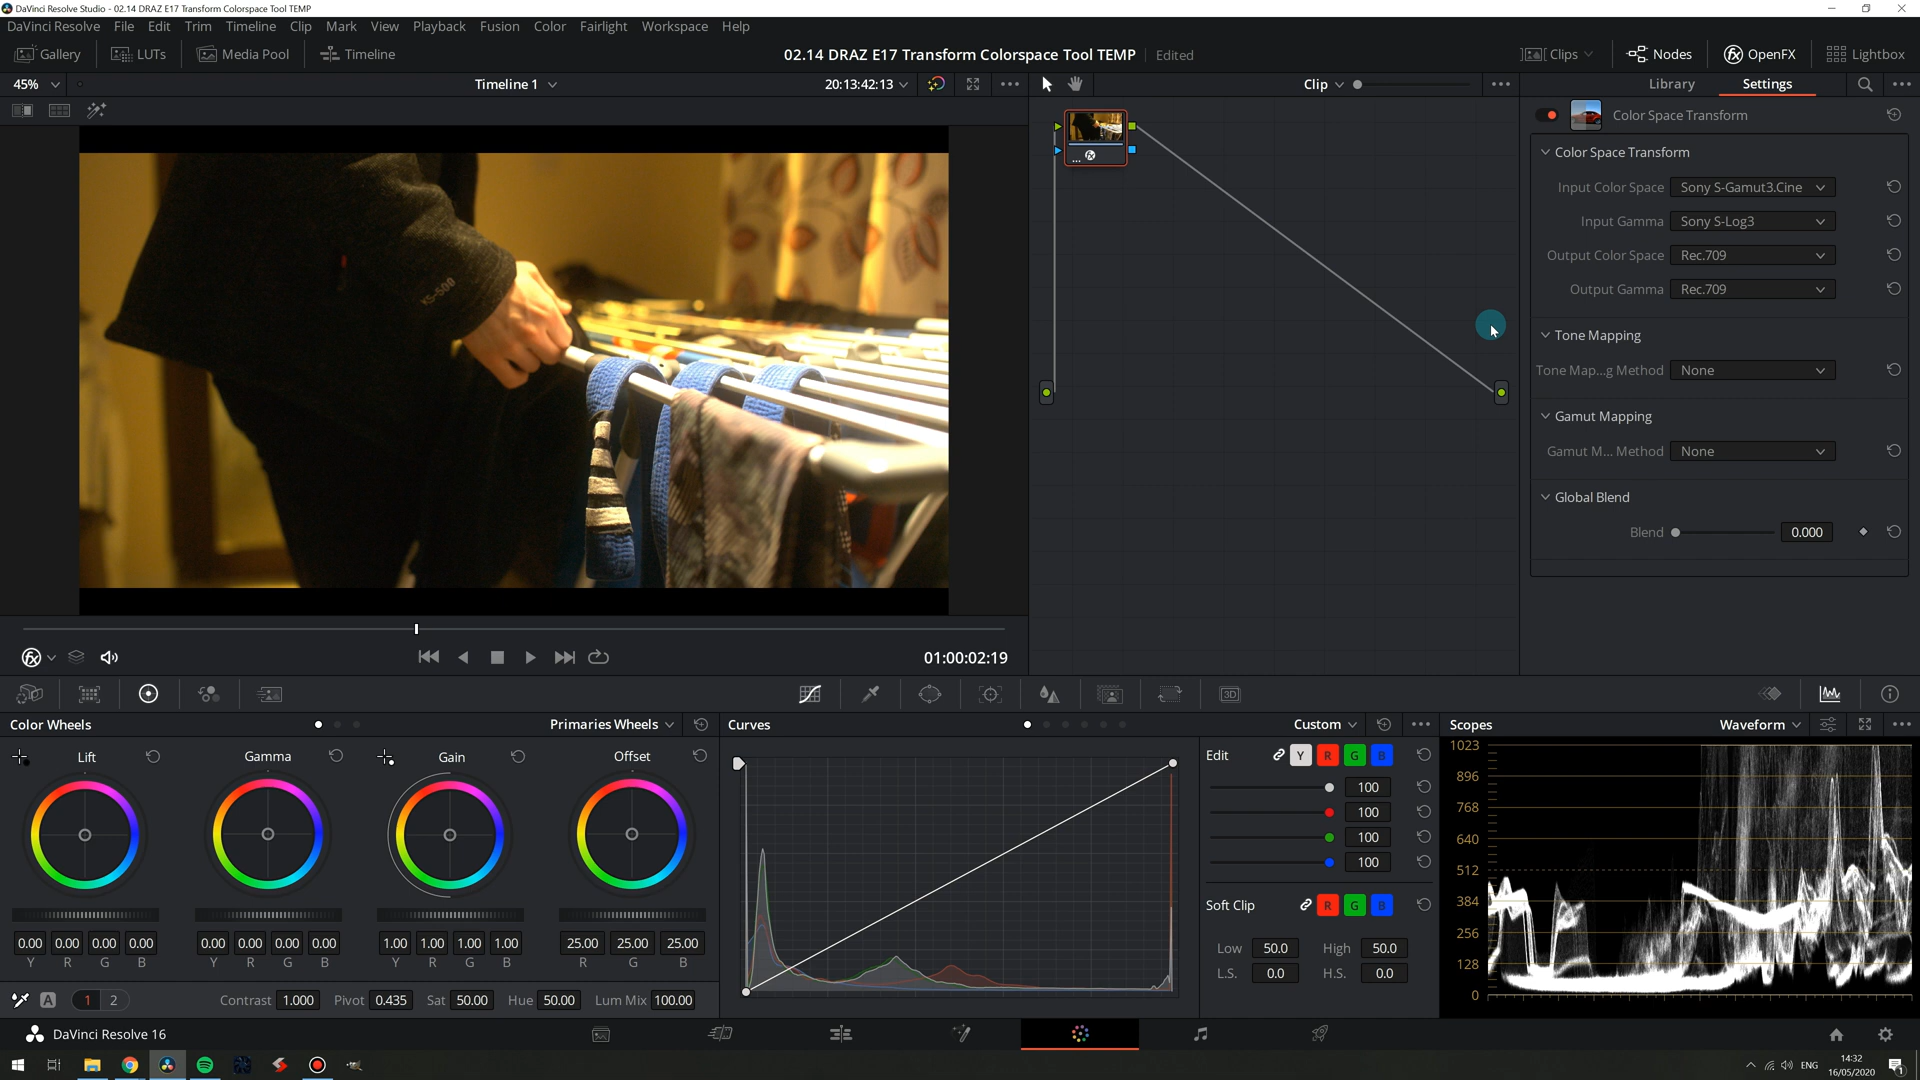 DaVinci Resolve Studio - 02.14 DRAZ E17 Transform Colorspace Tool TEMP
DaVinci Resolve File Edit Trim Timeline Clip Mark View Playback Fusion Color Fairlight Workspace Help
Gallery LUTs Media Pool Timeline 02.14 DRAZ E17 Transform Colorspace Tool TEMP Edited Clips Nodes OpenFX Lightbox
45% Timeline 1 20:13:42:13 Clip Library Settings
Color Space Transform
Color Space Transform
Input Color Space Sony S-Gamut3.Cine
Input Gamma Sony S-Log3
Output Color Space Rec.709
Output Gamma Rec.709
KS-500
Tone Mapping
Tone Map...g Method None
Gamut Mapping
Gamut M... Method None
Global Blend
Blend 0.000
01:00:02:19
3D
Color Wheels Primaries Wheels Curves Custom Scopes Waveform
Lift Gamma Gain Offset
Edit Y R G B
100
100
100
100
Soft Clip R G B
Low 50.0 High 50.0
L.S. 0.0 H.S. 0.0
1023
896
768
640
512
384
256
128
0
0.00 0.00 0.00 0.00 0.00 0.00 0.00 0.00 1.00 1.00 1.00 1.00 25.00 25.00 25.00
Y R G B Y R G B Y R G B R G B
A 1 2 Contrast 1.000 Pivot 0.435 Sat 50.00 Hue 50.00 Lum Mix 100.00
DaVinci Resolve 16
ENG 14:32
16/05/2020
1